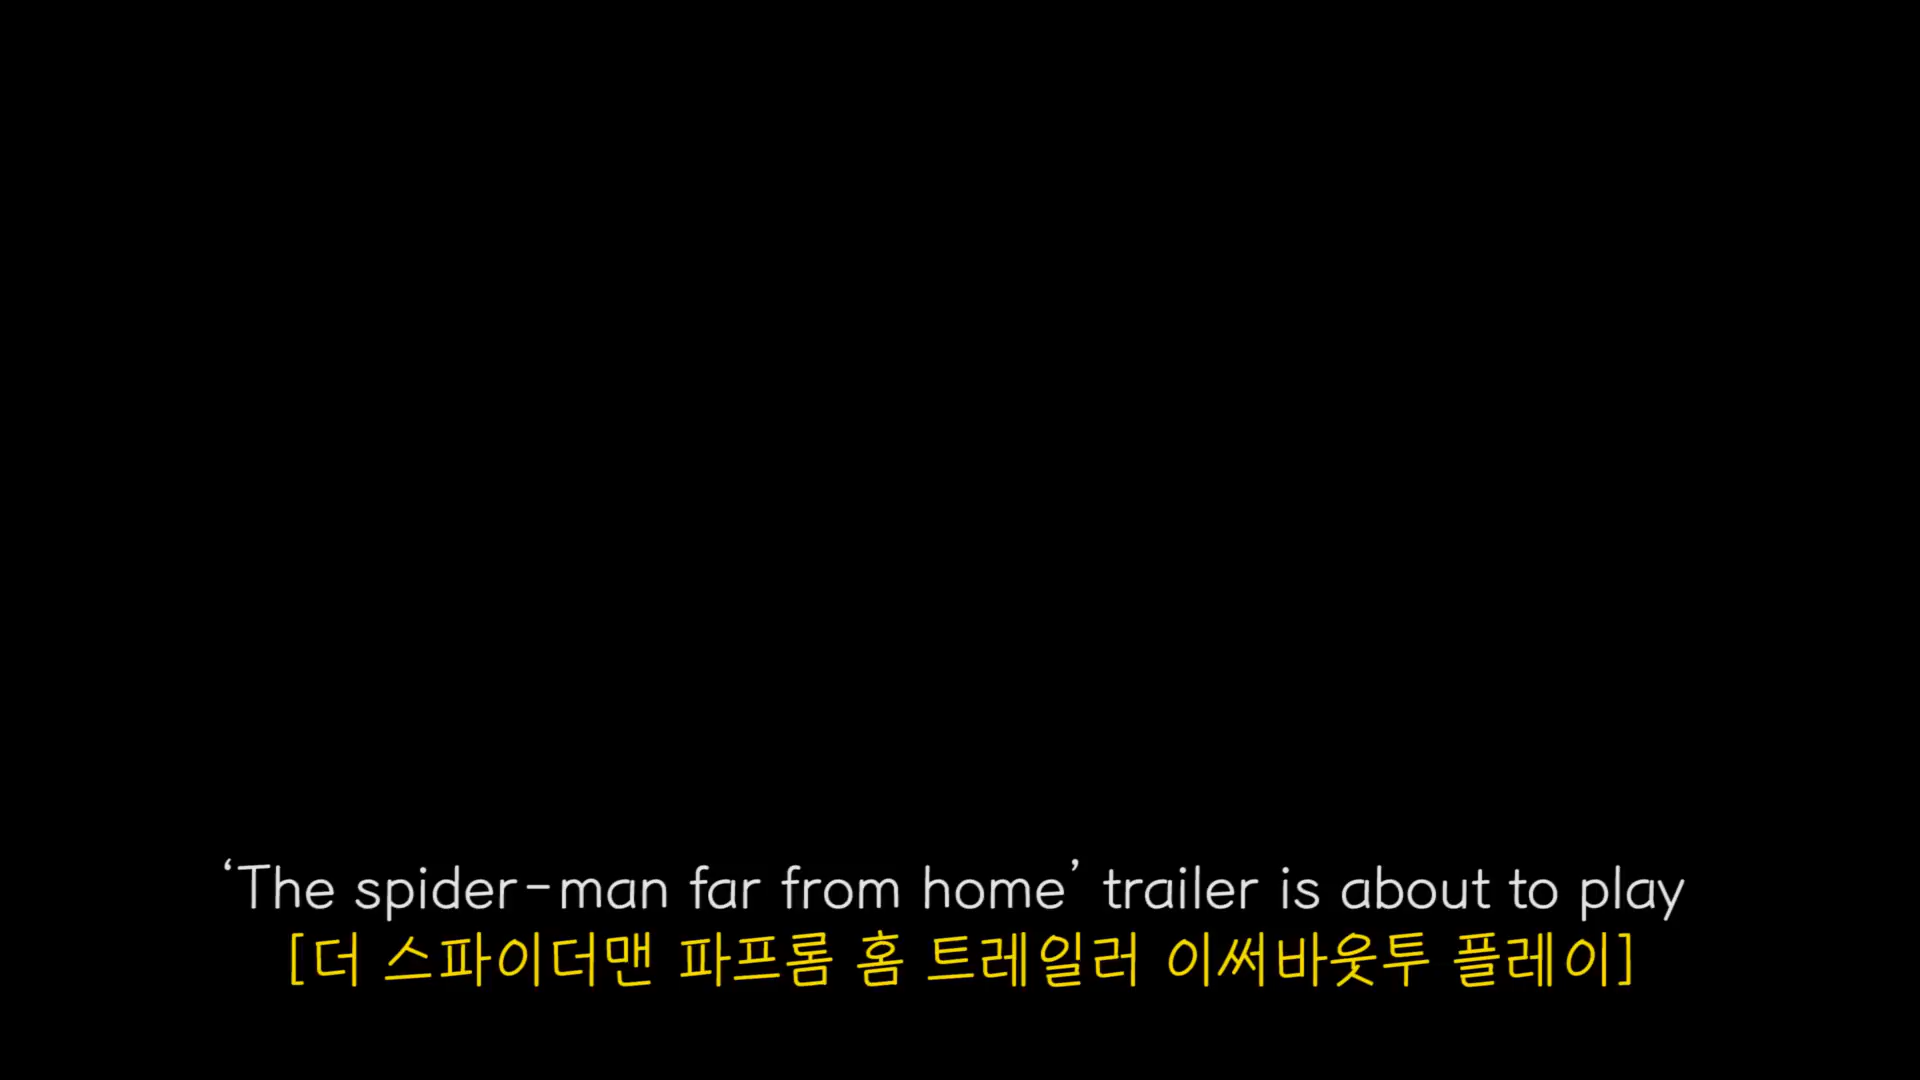 ‘The spider-man far from home’ trailer is about to play
[더 스파이더맨 파프롬 홈 트레일러 이써바웃투 플레이]